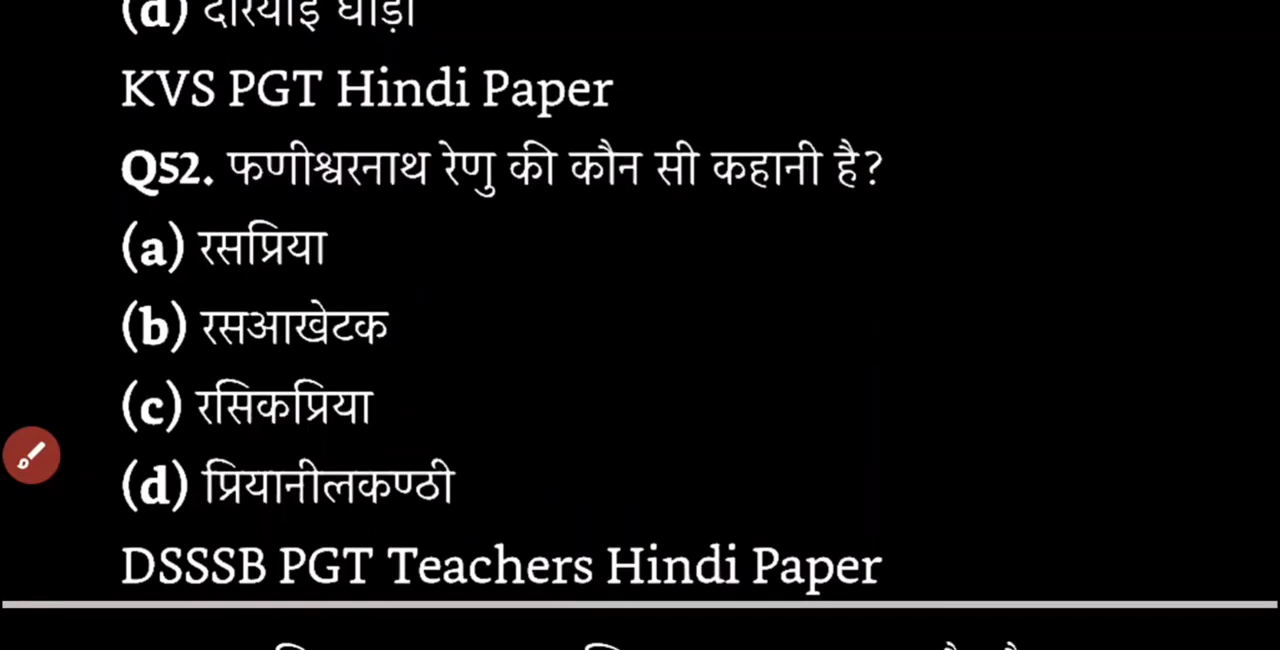 (d) दरियाई घोड़ा
KVS PGT Hindi Paper
Q52. फणीश्वरनाथ रेणु की कौन सी कहानी है?
(a) रसप्रिया
(b) रसआखेटक
(c) रसिकप्रिया
(d) प्रियानीलकण्ठी
DSSSB PGT Teachers Hindi Paper